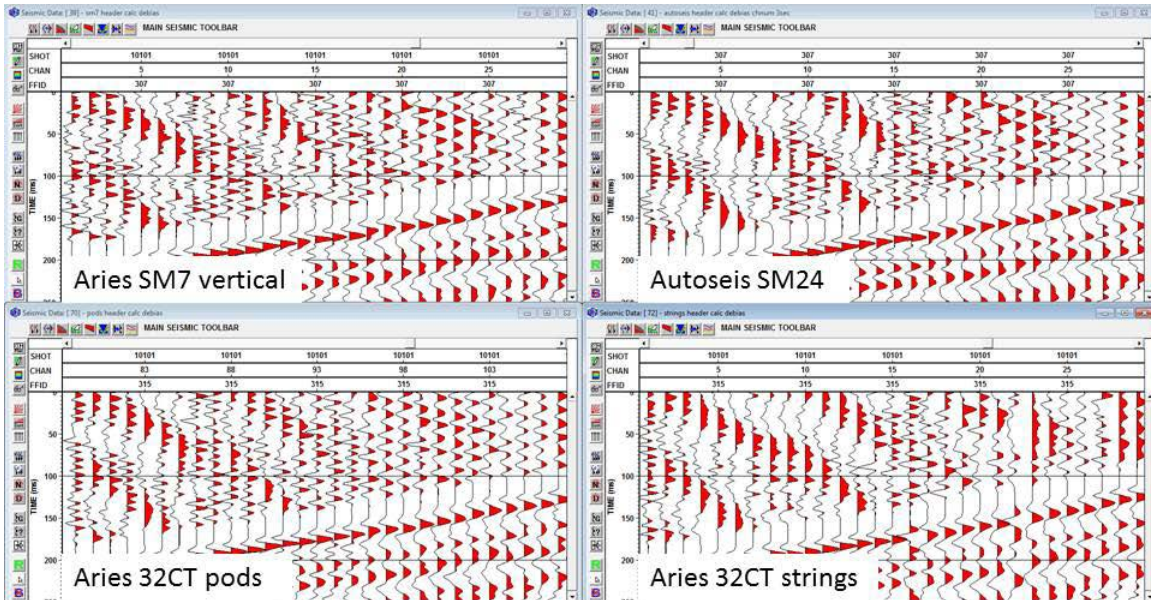 Seismic Data: [39] - sm7 header calc debias
MAIN SEISMIC TOOLBAR
SHOT 10101 10101 10101 10101 10101
CHAN 5 10 15 20 25
FFID 307 307 307 307 307
TIME (ms)
50
100
150
200
N
D
R
B
Aries SM7 vertical
Seismic Data: [41] - autoseis header calc debias chnum 3sec
MAIN SEISMIC TOOLBAR
SHOT 307 307 307 307 307
CHAN 5 10 15 20 25
FFID 307 307 307 307 307
TIME (ms)
0
50
100
150
200
N
D
R
B
Autoseis SM24
Seismic Data: [70] - pods header calc debias
MAIN SEISMIC TOOLBAR
SHOT 10101 10101 10101 10101 10101
CHAN 83 88 93 98 103
FFID 315 315 315 315 315
TIME (ms)
50
100
150
200
N
D
R
B
Aries 32CT pods
Seismic Data: [72] - strings header calc debias
MAIN SEISMIC TOOLBAR
SHOT 10101 10101 10101 10101 10101
CHAN 5 10 15 20 25
FFID 315 315 315 315 315
TIME (ms)
50
100
150
200
N
D
R
B
Aries 32CT strings